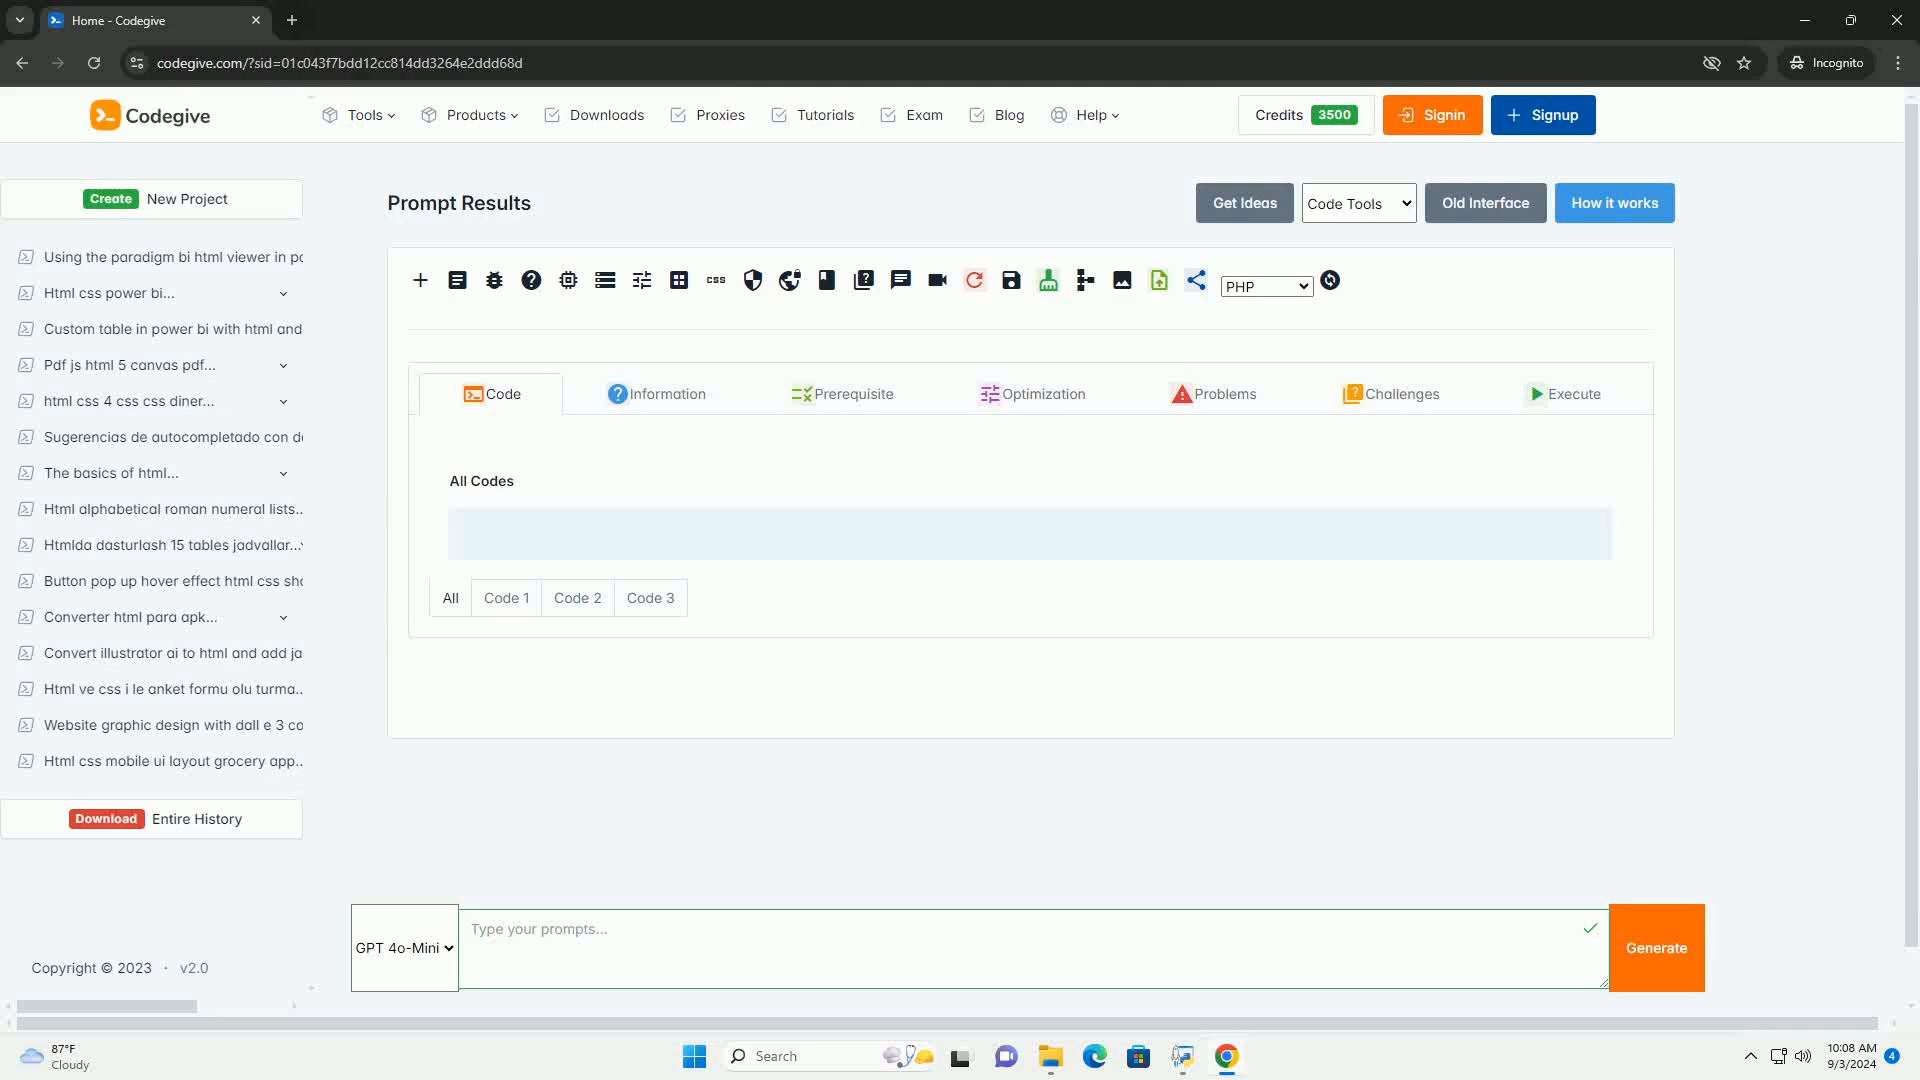 Home - Codegive
codegive.com/?sid=01c043f7bdd12cc814dd3264e2ddd68d
Incognito
Codegive
Tools
Products
Downloads
Proxies
Tutorials
Exam
Blog
Help
Credits 3500
Signin
Signup
Create New Project
Prompt Results
Get Ideas
Code Tools
Old Interface
How it works
Using the paradigm bi html viewer in po
Html css power bi...
Custom table in power bi with html and
Pdf js html 5 canvas pdf...
html css 4 css css diner...
Sugerencias de autocompletado con de
The basics of html...
Html alphabetical roman numeral lists..
Htmlda dasturlash 15 tables jadvallar...
Button pop up hover effect html css sho
Converter html para apk...
Convert illustrator ai to html and add ja
Html ve css i le anket formu olu turma..
Website graphic design with dall e 3 co
Html css mobile ui layout grocery app..
Download Entire History
Copyright © 2023 · v2.0
css
PHP
Code
Information
Prerequisite
Optimization
Problems
Challenges
Execute
All Codes
All
Code 1
Code 2
Code 3
GPT 4o-Mini
Type your prompts...
Generate
87°F
Cloudy
Search
10:08 AM
9/3/2024
4